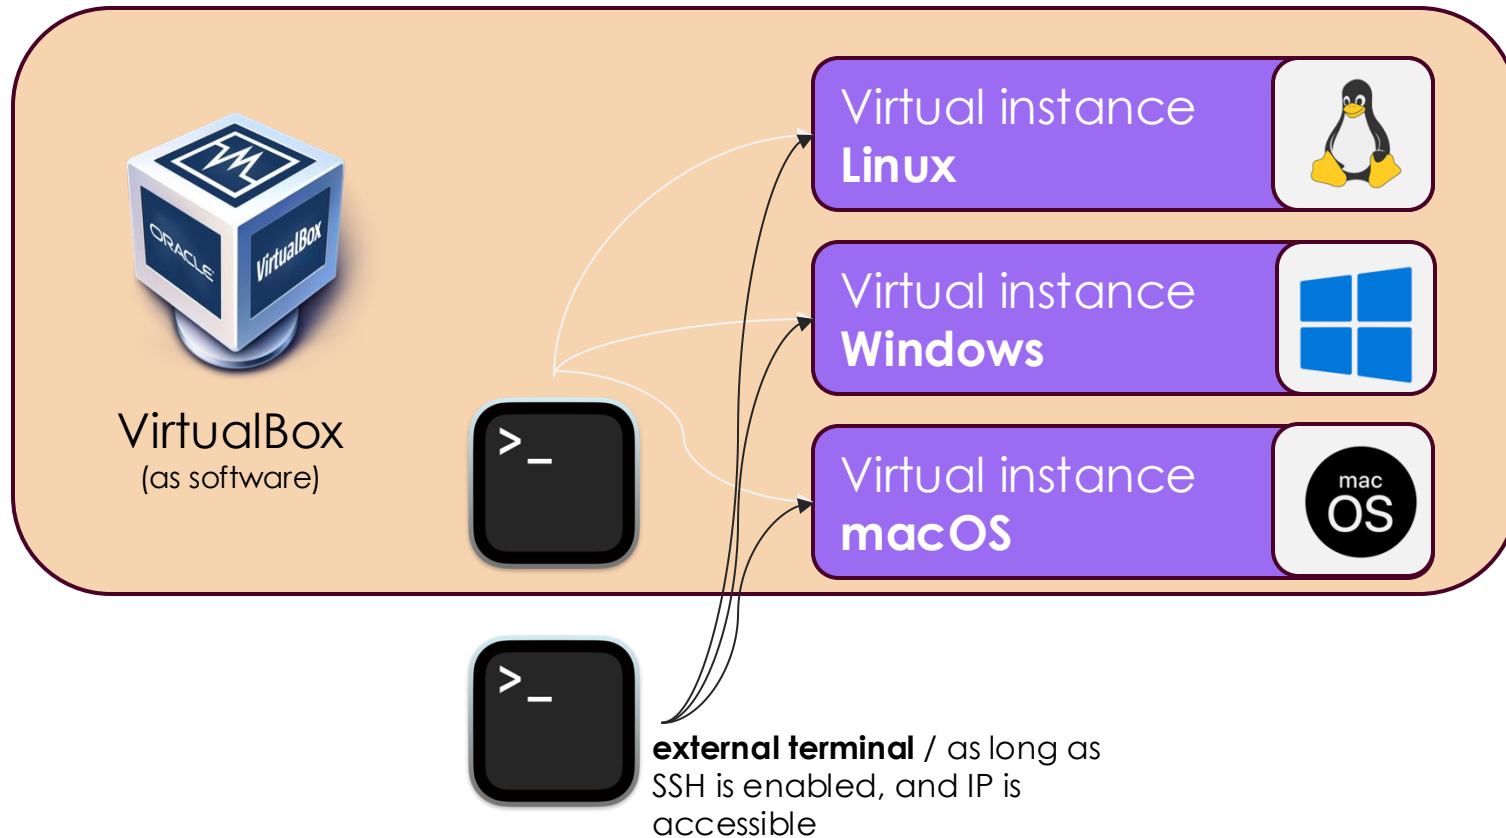 Virtual instance
Linux
ORACLE
VirtualBox
Virtual instance
Windows
VirtualBox
(as software)
>_
Virtual instance
macOS
mac
OS
>_
external terminal / as long as
SSH is enabled, and IP is
accessible